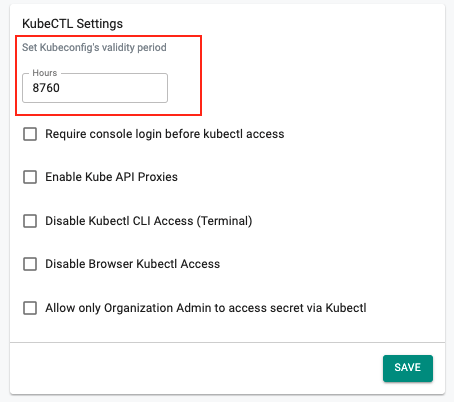 KubeCTL Settings
Set Kubeconfig's validity period
Hours
8760
Require console login before kubectl access
Enable Kube API Proxies
Disable Kubectl CLI Access (Terminal)
Disable Browser Kubectl Access
Allow only Organization Admin to access secret via Kubectl
SAVE